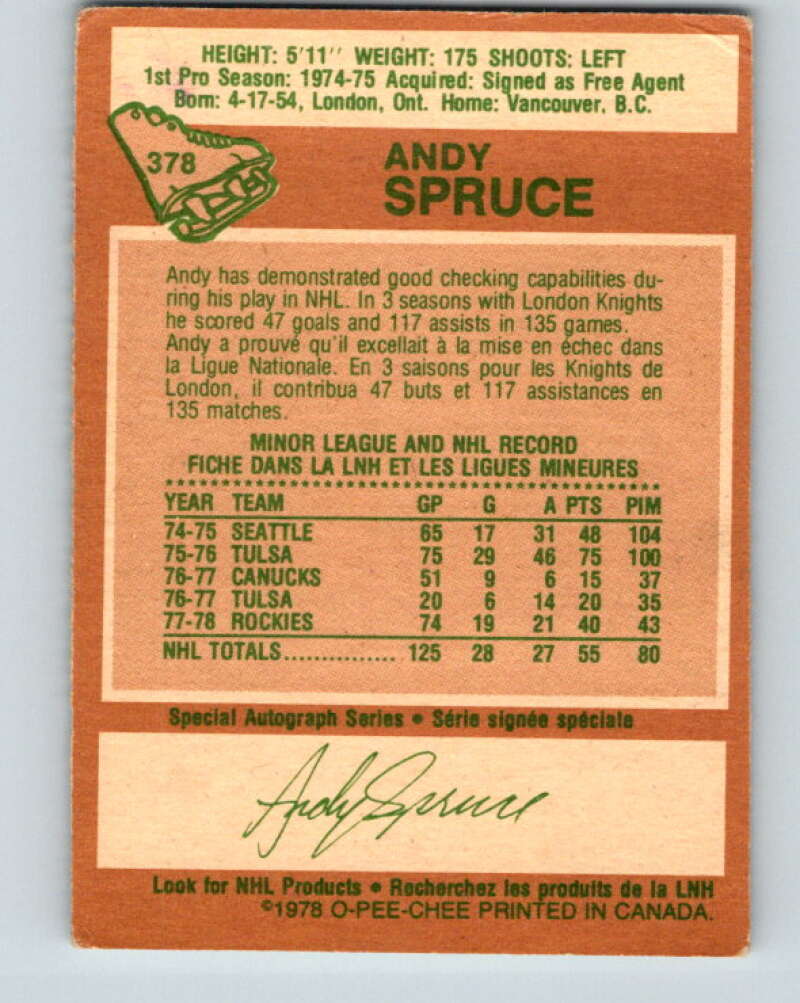 HEIGHT: 5'11'' WEIGHT: 175 SHOOTS: LEFT
1st Pro Season: 1974-75 Acquired: Signed as Free Agent
Born: 4-17-54, London, Ont. Home: Vancouver, B.C.
378
ANDY
SPRUCE
Andy has demonstrated good checking capabilities du-
ring his play in NHL. In 3 seasons with London Knights
he scored 47 goals and 117 assists in 135 games.
Andy a prouvé qu'il excellait à la mise en échec dans
la Ligue Nationale. En 3 saisons pour les Knights de
London, il contribua 47 buts et 117 assistances en
135 matches.
MINOR LEAGUE AND NHL RECORD
FICHE DANS LA LNH ET LES LIGUES MINEURES
YEAR TEAM GP G A PTS PIM
74-75 SEATTLE 65 17 31 48 104
75-76 TULSA 75 29 46 75 100
76-77 CANUCKS 51 9 6 15 37
76-77 TULSA 20 6 14 20 35
77-78 ROCKIES 74 19 21 40 43
NHL TOTALS............... 125 28 27 55 80
Special Autograph Series • Série signée spéciale
Andy Spruce
Look for NHL Products • Recherchez les produits de la LNH
©1978 O-PEE-CHEE PRINTED IN CANADA.